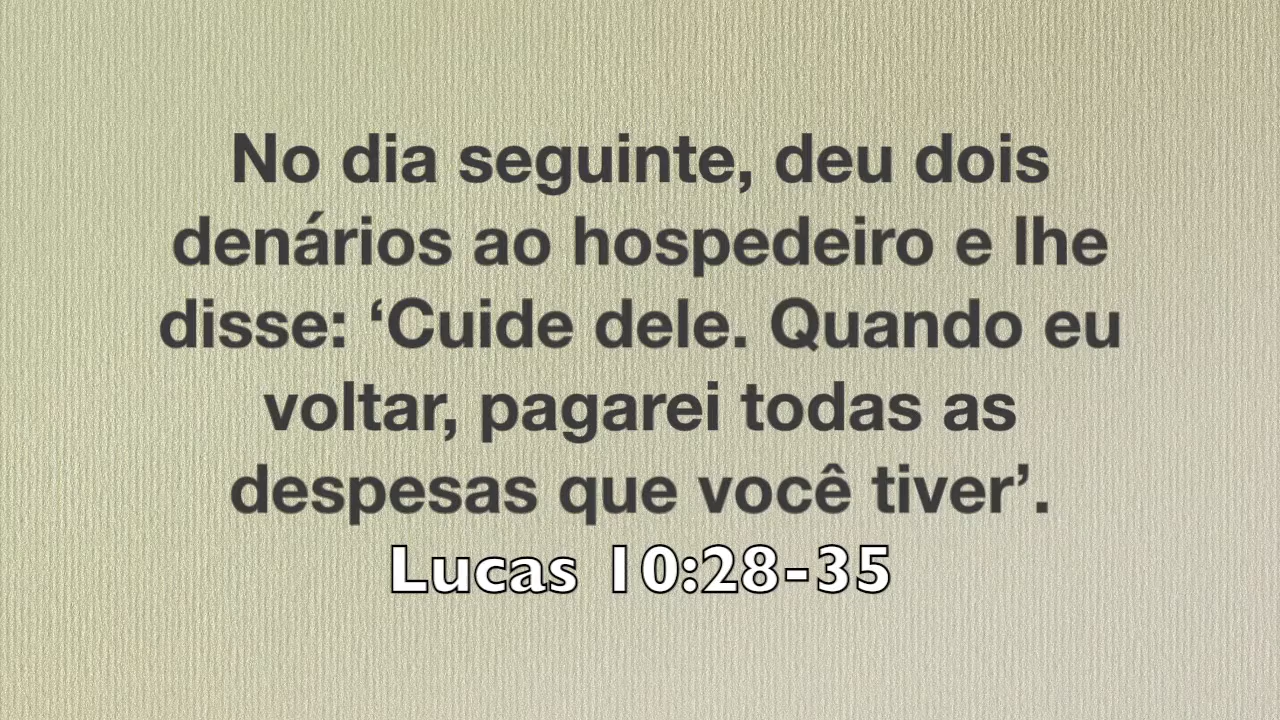 No dia seguinte, deu dois
denários ao hospedeiro e lhe
disse: ‘Cuide dele. Quando eu
voltar, pagarei todas as
despesas que você tiver’.
Lucas 10:28-35